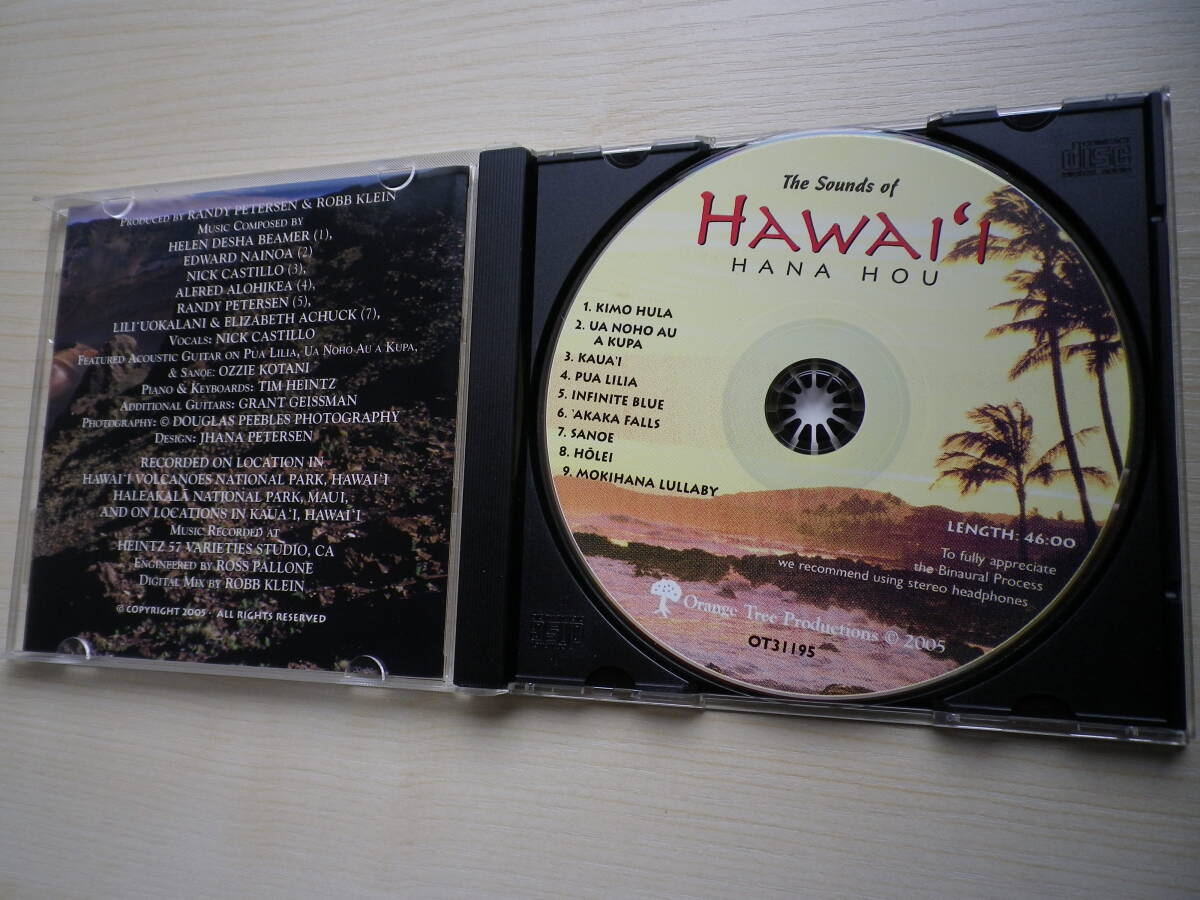 PRODUCED BY RANDY PETERSEN & ROBB KLEIN
MUSIC COMPOSED BY
HELEN DESHA BEAMER (1),
EDWARD NAINOA (2)
NICK CASTILLO (3),
ALFRED ALOHIKEA (4),
RANDY PETERSEN (5),
LILI'UOKALANI & ELIZABETH ACHUCK (7),
VOCALS: NICK CASTILLO
FEATURED ACOUSTIC GUITAR ON PUA LILIA, UA NOHO AU A KUPA,
& SANOE: OZZIE KOTANI
PIANO & KEYBOARDS: TIM HEINTZ
ADDITIONAL GUITARS: GRANT GEISSMAN
PHOTOGRAPHY: © DOUGLAS PEEBLES PHOTOGRAPHY
DESIGN: JHANA PETERSEN
RECORDED ON LOCATION IN
HAWAI'I VOLCANOES NATIONAL PARK, HAWAI'I
HALEAKALĀ NATIONAL PARK, MAUI,
AND ON LOCATIONS IN KAUA'I, HAWAI'I
MUSIC RECORDED AT
HEINTZ 57 VARIETIES STUDIO, CA
ENGINEERED BY ROSS PALLONE
DIGITAL MIX BY ROBB KLEIN
© COPYRIGHT 2005 · ALL RIGHTS RESERVED
The Sounds of
HAWAI'I
HANA HOU
1. KIMO HULA
2. UA NOHO AU
A KUPA
3. KAUA'I
4. PUA LILIA
5. INFINITE BLUE
6. 'AKAKA FALLS
7. SANOE
8. HŌLEI
9. MOKIHANA LULLABY
LENGTH: 46:00
To fully appreciate
the Binaural Process
we recommend using stereo headphones
Orange Tree Productions © 2005
OT31195
COMPACT
disc